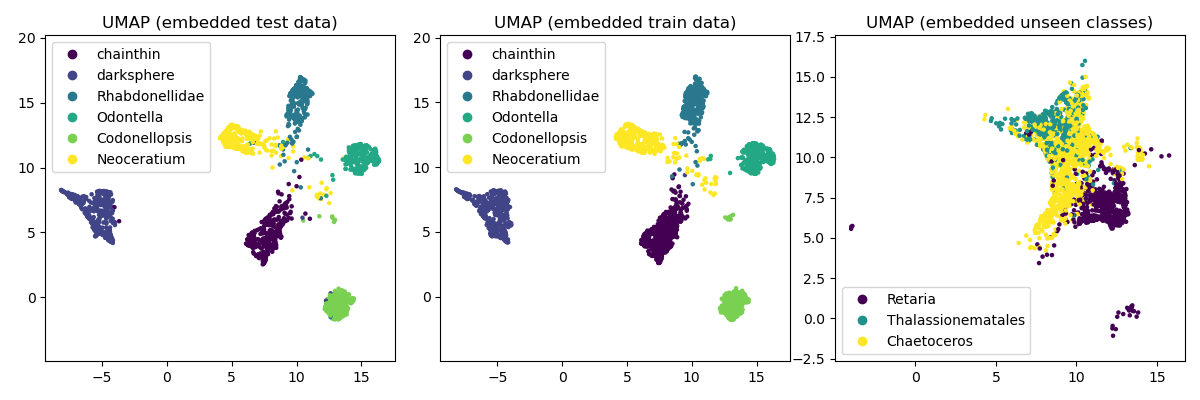 UMAP (embedded test data)
20
15
10
5
0
−5
0
5
10
15
chainthin
darksphere
Rhabdonellidae
Odontella
Codonellopsis
Neoceratium
UMAP (embedded train data)
20
15
10
5
0
−5
0
5
10
15
chainthin
darksphere
Rhabdonellidae
Odontella
Codonellopsis
Neoceratium
UMAP (embedded unseen classes)
17.5
15.0
12.5
10.0
7.5
5.0
2.5
0.0
−2.5
0
5
10
15
Retaria
Thalassionematales
Chaetoceros